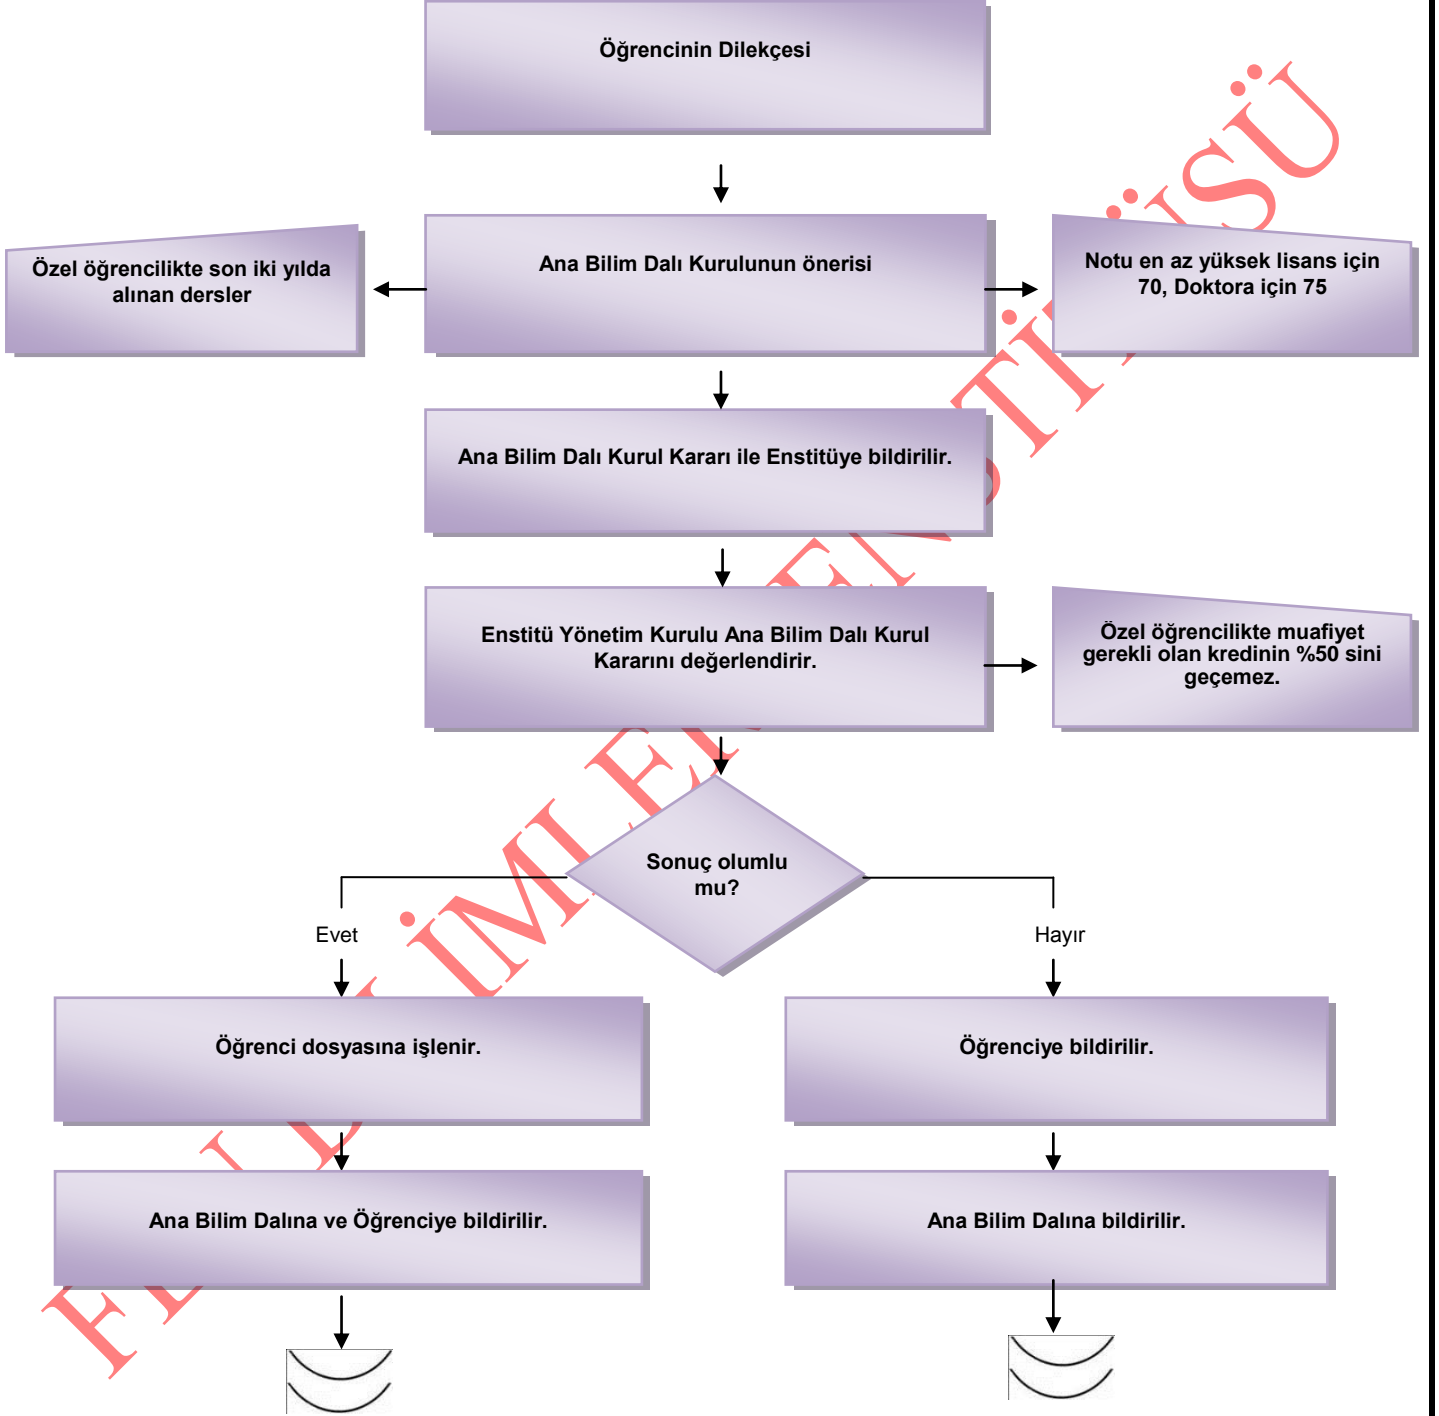 Öğrencinin Dilekçesi
Özel öğrencilikte son iki yılda
alınan dersler
Ana Bilim Dalı Kurulunun önerisi
Notu en az yüksek lisans için
70, Doktora için 75
Ana Bilim Dalı Kurul Kararı ile Enstitüye bildirilir.
Enstitü Yönetim Kurulu Ana Bilim Dalı Kurul
Kararını değerlendirir.
Özel öğrencilikte muafiyet
gerekli olan kredinin %50 sini
geçemez.
Sonuç olumlu
mu?
Evet
Hayır
Öğrenci dosyasına işlenir.
Öğrenciye bildirilir.
Ana Bilim Dalına ve Öğrenciye bildirilir.
Ana Bilim Dalına bildirilir.